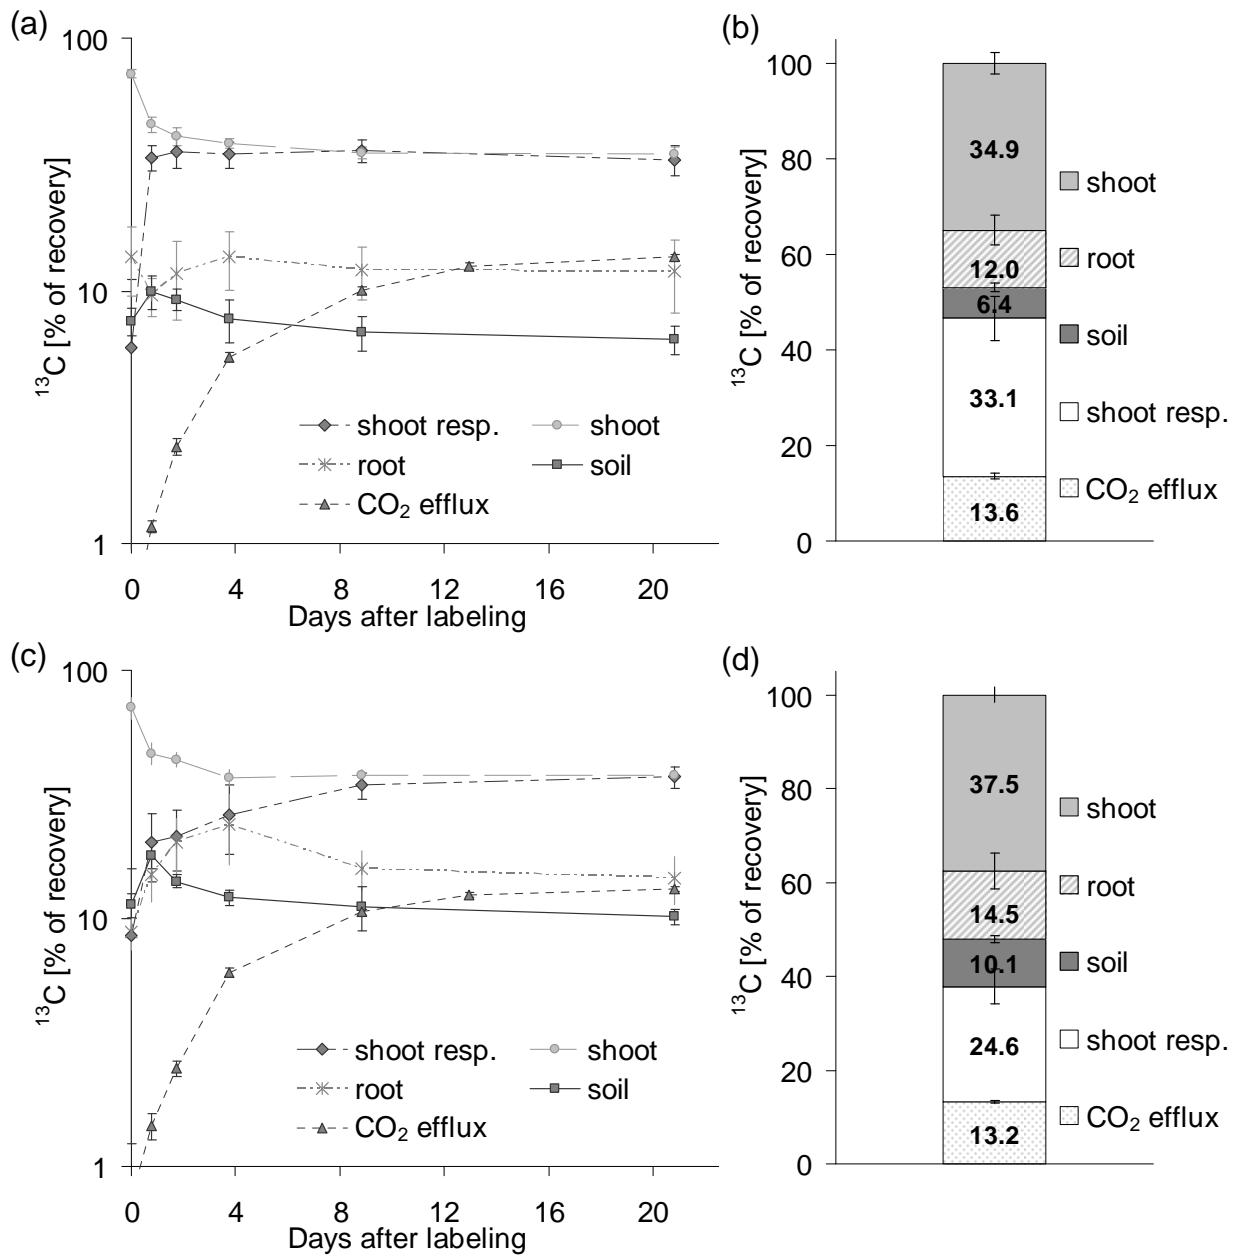 (a)
100
10
1
¹³C [% of recovery]
shoot resp.
shoot
root
soil
CO₂ efflux
0 4 8 12 16 20
Days after labeling
(b)
100
80
60
40
20
0
¹³C [% of recovery]
34.9
12.0
6.4
33.1
13.6
shoot
root
soil
shoot resp.
CO₂ efflux
(c)
100
10
1
¹³C [% of recovery]
shoot resp.
shoot
root
soil
CO₂ efflux
0 4 8 12 16 20
Days after labeling
(d)
100
80
60
40
20
0
¹³C [% of recovery]
37.5
14.5
10.1
24.6
13.2
shoot
root
soil
shoot resp.
CO₂ efflux